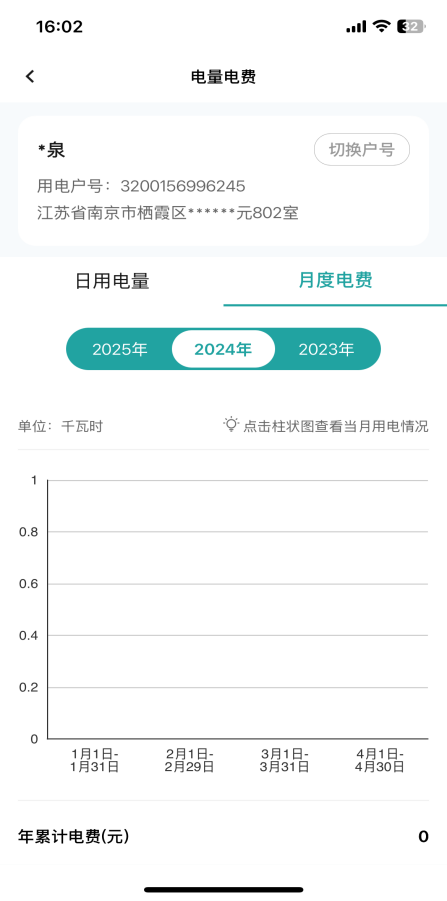 16:02
32
电量电费
*泉
切换户号
用电户号：3200156996245
江苏省南京市栖霞区******元802室
日用电量
月度电费
2025年
2024年
2023年
单位：千瓦时
点击柱状图查看当月用电情况
1
0.8
0.6
0.4
0.2
0
1月1日-
1月31日
2月1日-
2月29日
3月1日-
3月31日
4月1日-
4月30日
年累计电费(元)
0